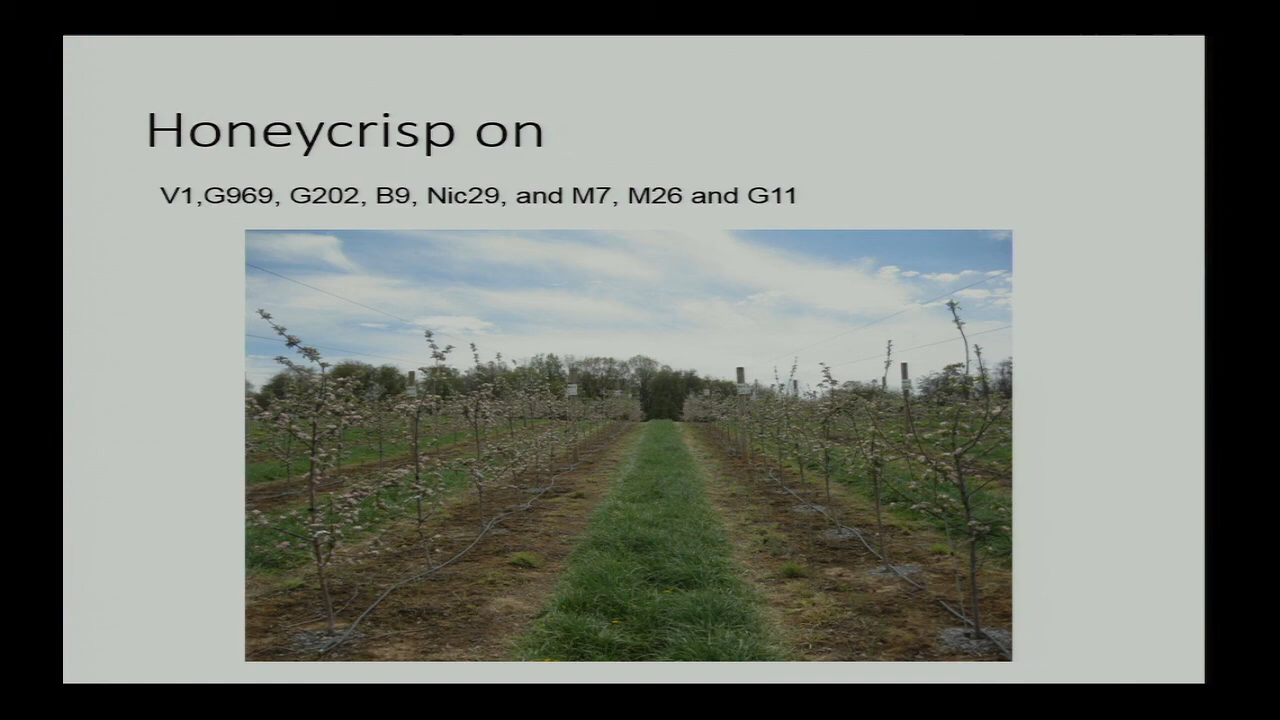 Honeycrisp on
V1,G969, G202, B9, Nic29, and M7, M26 and G11